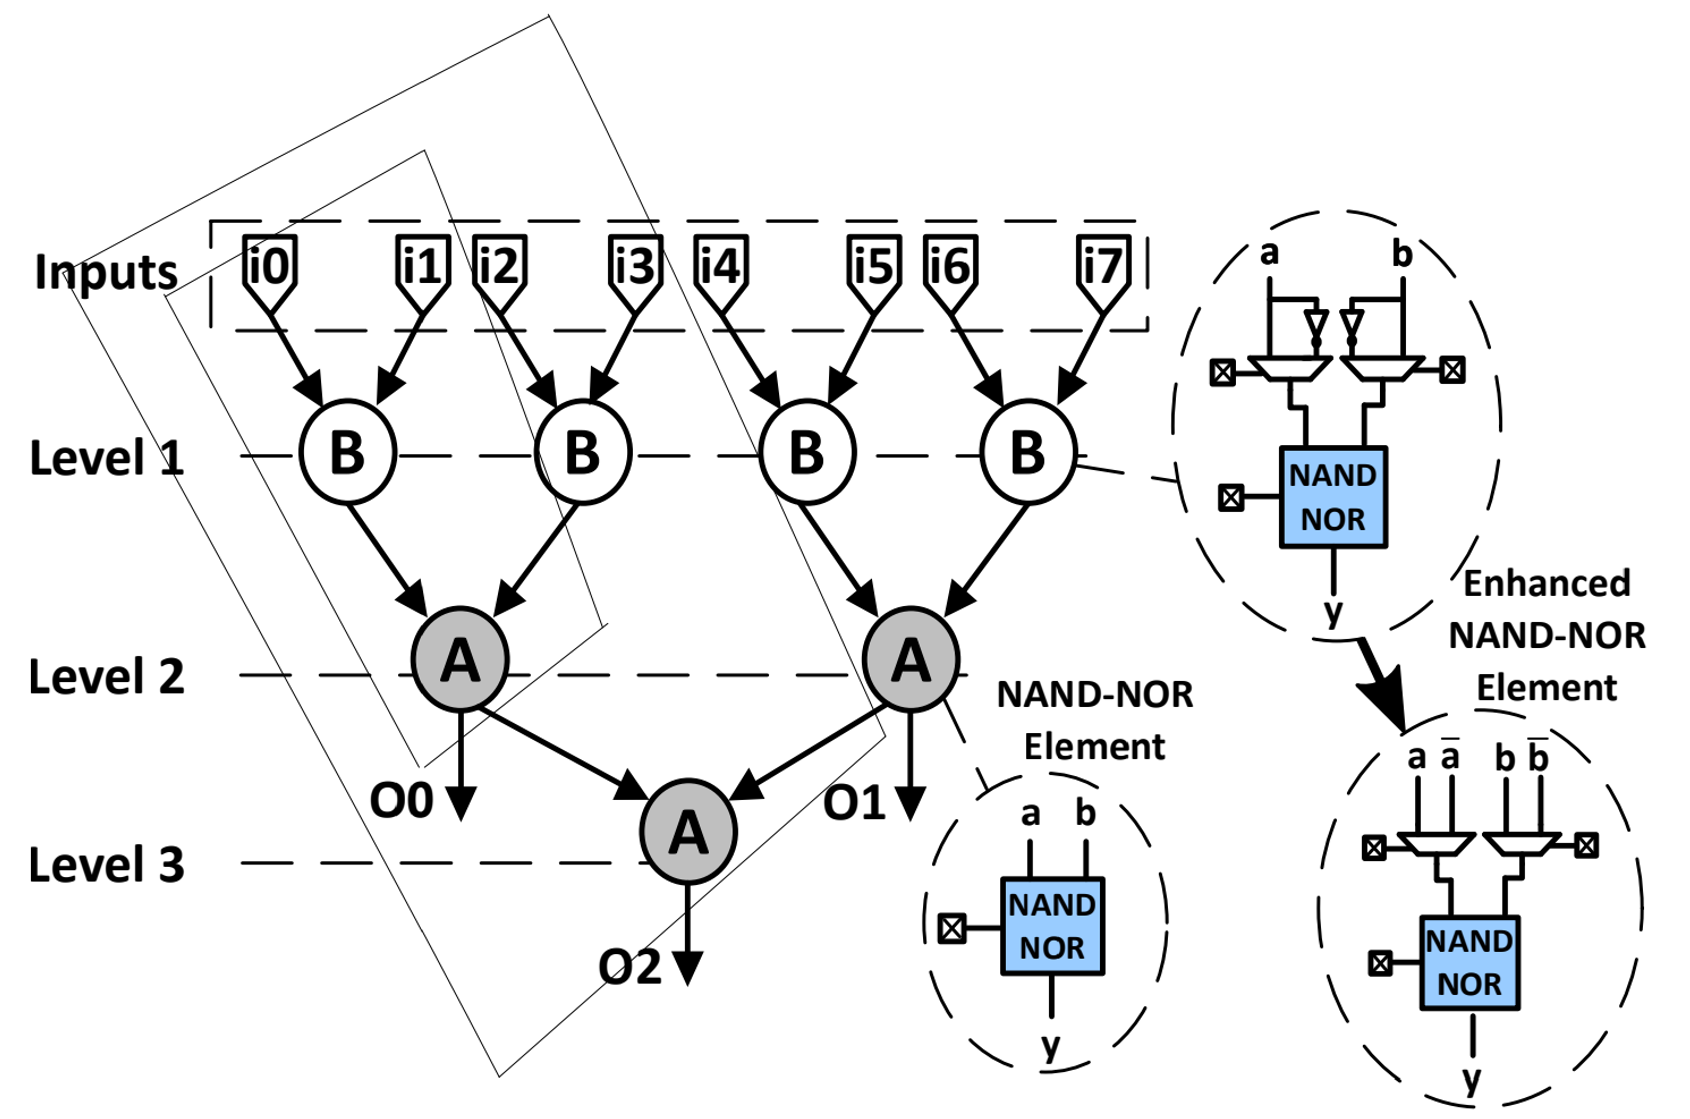 Inputs i0 i1 i2 i3 i4 i5 i6 i7
a b
Level 1 B B B B
NAND
NOR
y
Enhanced
NAND-NOR
Element
Level 2 A A
NAND-NOR
Element
a a̅ b b̅
O0 O1
a b
Level 3 A
NAND
NOR
NAND
NOR
O2
y
y